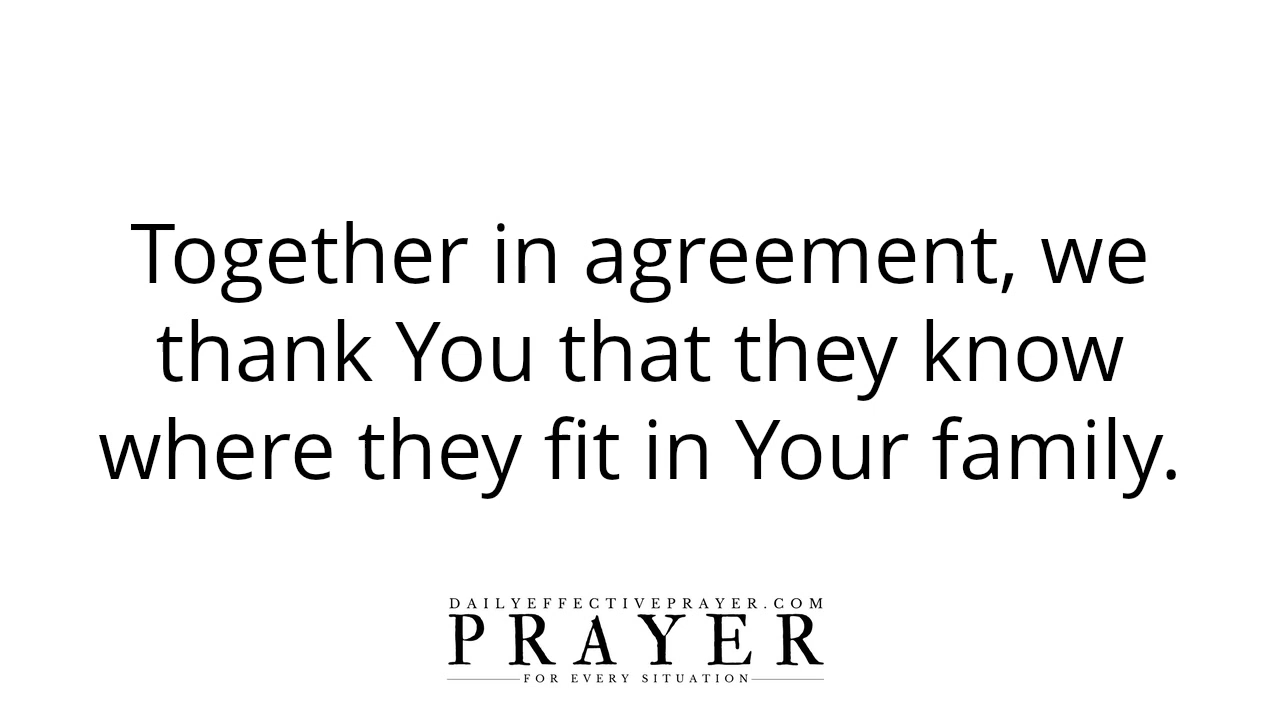 Together in agreement, we
thank You that they know
where they fit in Your family.
DAILYEFFECTIVEPRAYER.COM
PRAYER
FOR EVERY SITUATION